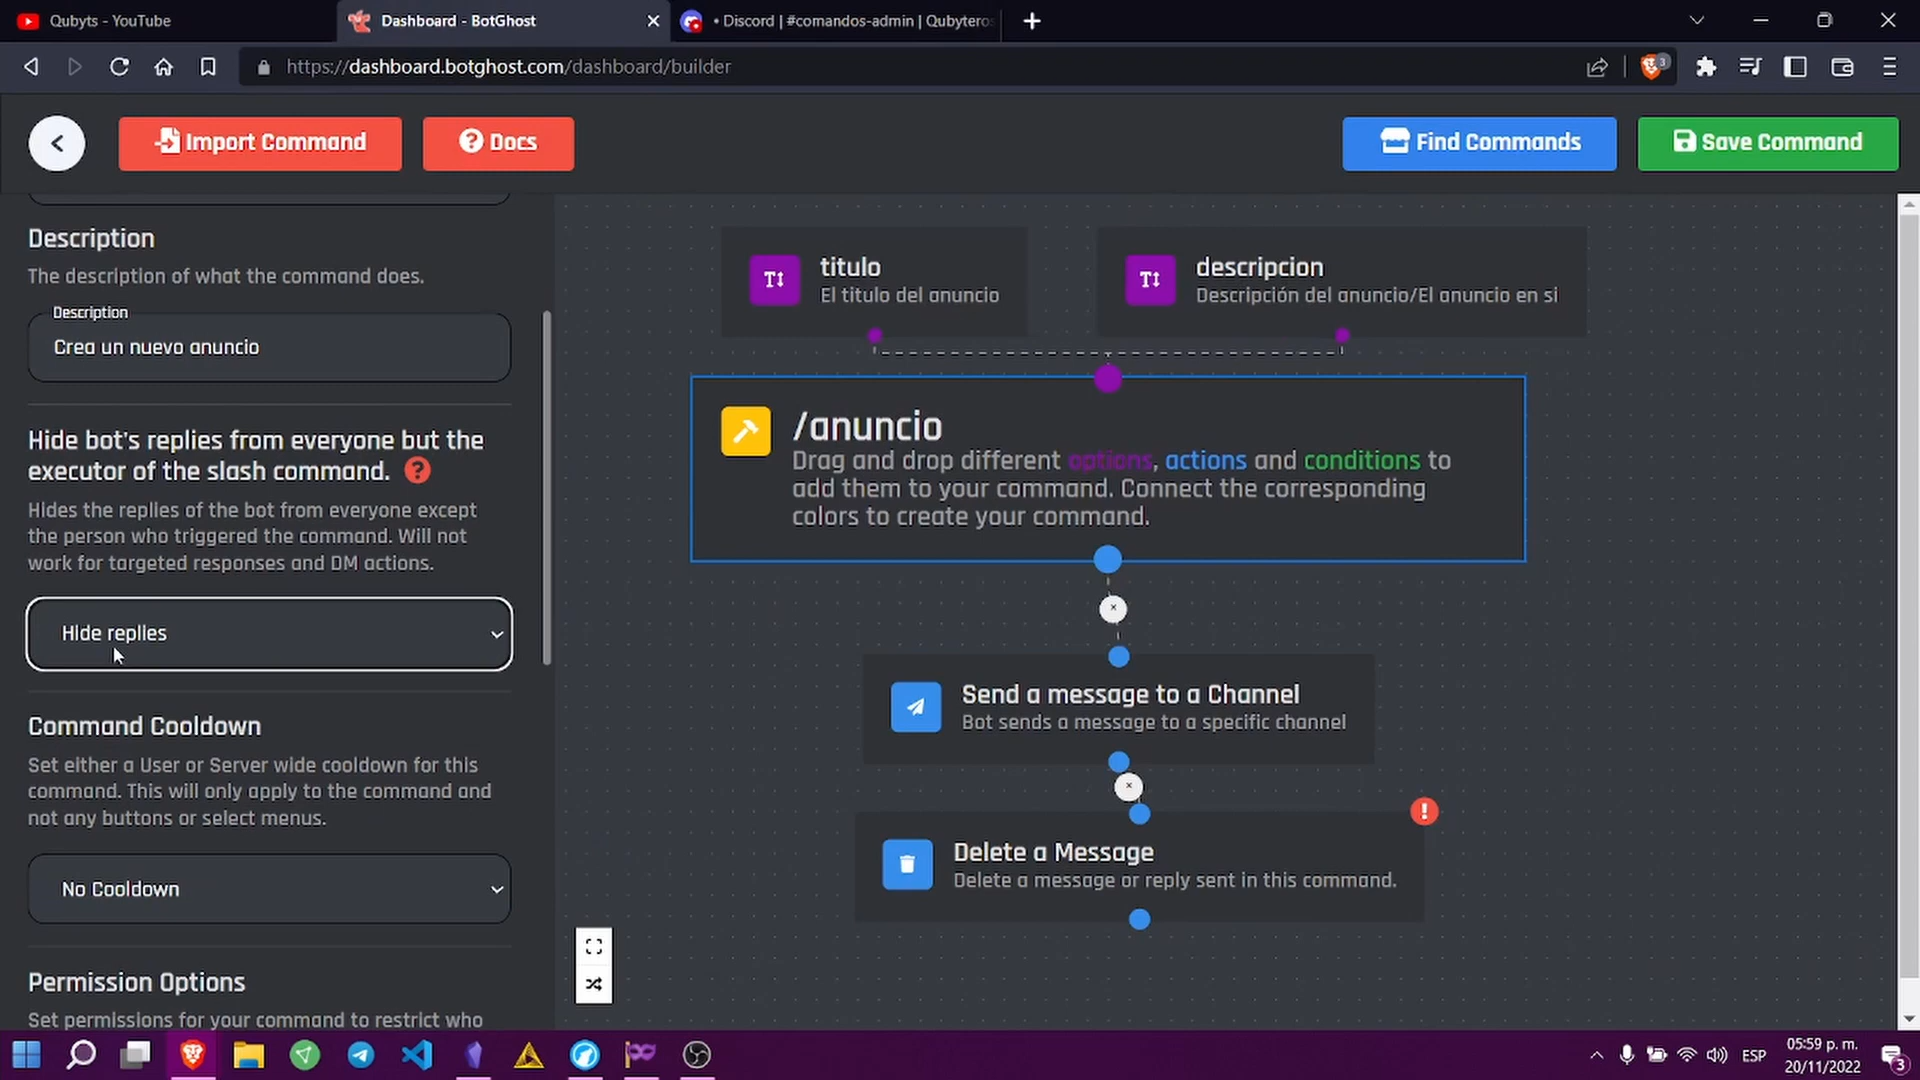 Qubyts - YouTube
Dashboard - BotGhost
• Discord | #comandos-admin | Qubyteros
https://dashboard.botghost.com/dashboard/builder
3
Import Command
Docs
Find Commands
Save Command
Description
The description of what the command does.
Description
Crea un nuevo anuncio
Hide bot's replies from everyone but the
executor of the slash command.
Hides the replies of the bot from everyone except
the person who triggered the command. Will not
work for targeted responses and DM actions.
Hide replies
Command Cooldown
Set either a User or Server wide cooldown for this
command. This will only apply to the command and
not any buttons or select menus.
No Cooldown
Permission Options
Set permissions for your command to restrict who
titulo
El titulo del anuncio
descripcion
Descripción del anuncio/El anuncio en si
/anuncio
Drag and drop different options, actions and conditions to
add them to your command. Connect the corresponding
colors to create your command.
Send a message to a Channel
Bot sends a message to a specific channel
Delete a Message
Delete a message or reply sent in this command.
ESP
05:59 p. m.
20/11/2022
3